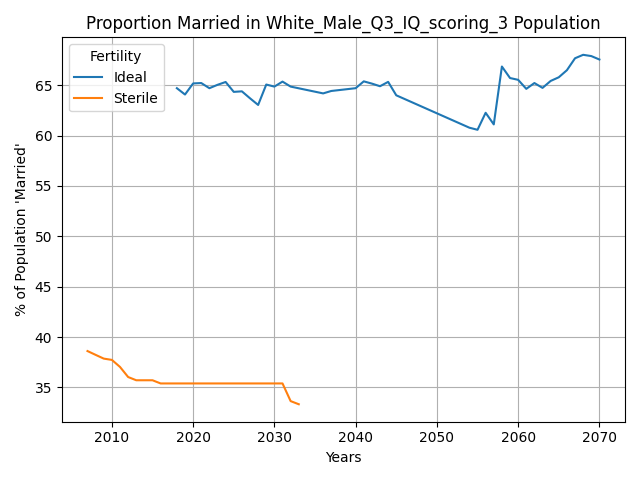 Proportion Married in White_Male_Q3_IQ_scoring_3 Population
Fertility
Ideal
Sterile
% of Population 'Married'
65
60
55
50
45
40
35
2010 2020 2030 2040 2050 2060 2070
Years